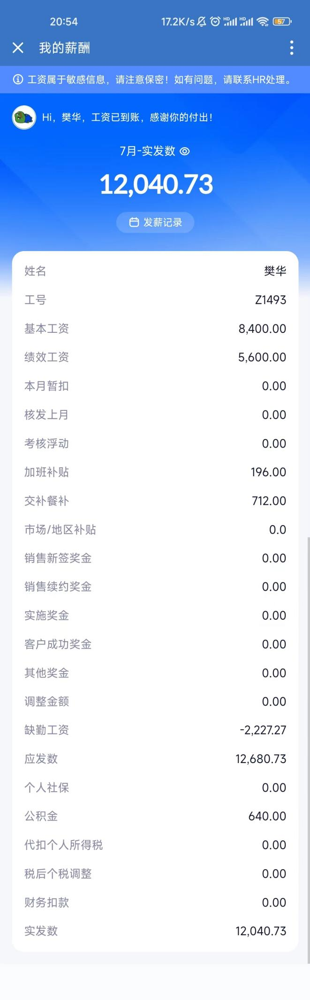 20:54 17.2K/s HD HD 57
我的薪酬
工资属于敏感信息，请注意保密！如有问题，请联系HR处理。
Hi，樊华，工资已到账，感谢你的付出！
7月-实发数
12,040.73
发薪记录
姓名 樊华
工号 Z1493
基本工资 8,400.00
绩效工资 5,600.00
本月暂扣 0.00
核发上月 0.00
考核浮动 0.00
加班补贴 196.00
交补餐补 712.00
市场/地区补贴 0.0
销售新签奖金 0.00
销售续约奖金 0.00
实施奖金 0.00
客户成功奖金 0.00
其他奖金 0.00
调整金额 0.00
缺勤工资 -2,227.27
应发数 12,680.73
个人社保 0.00
公积金 640.00
代扣个人所得税 0.00
税后个税调整 0.00
财务扣款 0.00
实发数 12,040.73